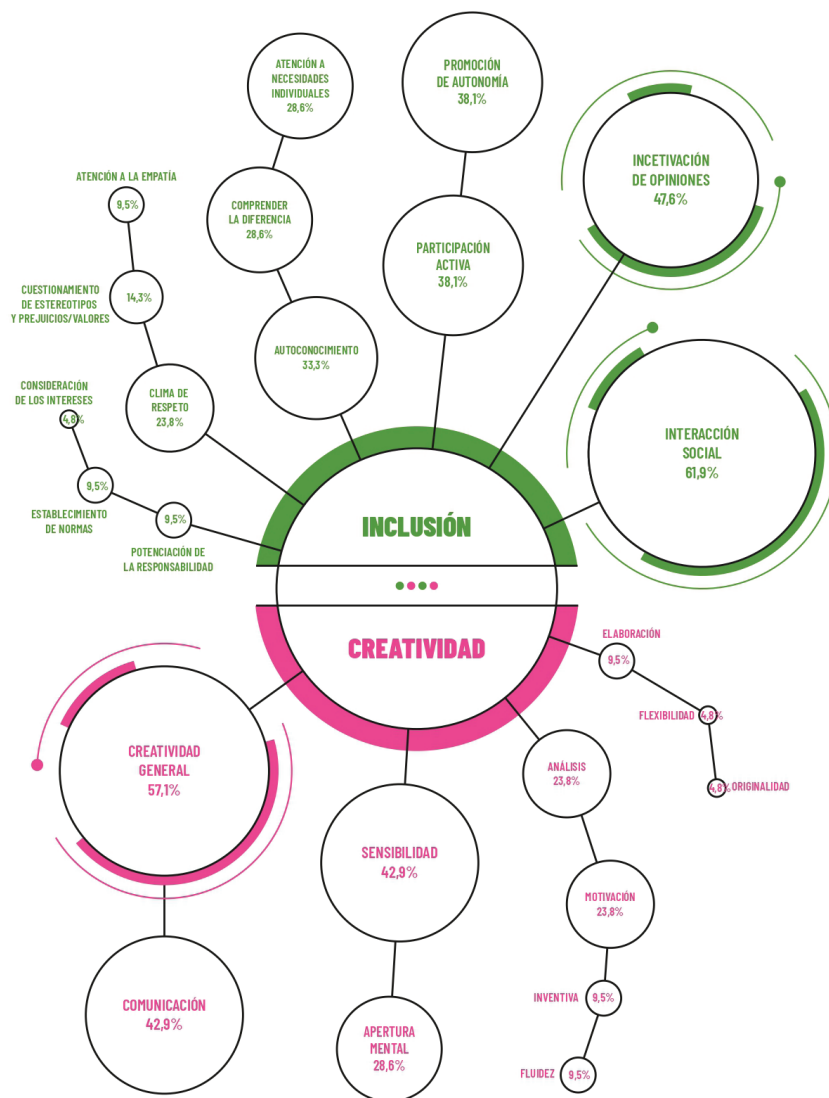 ATENCIÓN A
NECESIDADES
INDIVIDUALES
28,6%
PROMOCIÓN
DE AUTONOMÍA
38,1%
INCETIVACIÓN
DE OPINIONES
47,6%
ATENCIÓN A LA EMPATÍA
9,5%
COMPRENDER
LA DIFERENCIA
28,6%
PARTICIPACIÓN
ACTIVA
38,1%
CUESTIONAMIENTO
DE ESTEREOTIPOS
Y PREJUICIOS/VALORES
14,3%
AUTOCONOCIMIENTO
33,3%
CONSIDERACIÓN
DE LOS INTERESES
4,8%
CLIMA DE
RESPETO
23,8%
INTERACCIÓN
SOCIAL
61,9%
9,5%
ESTABLECIMIENTO
DE NORMAS
9,5%
POTENCIACIÓN DE
LA RESPONSABILIDAD
INCLUSIÓN
CREATIVIDAD
ELABORACIÓN
9,5%
FLEXIBILIDAD
4,8%
4,8%
ORIGINALIDAD
CREATIVIDAD
GENERAL
57,1%
ANÁLISIS
23,8%
SENSIBILIDAD
42,9%
MOTIVACIÓN
23,8%
COMUNICACIÓN
42,9%
INVENTIVA
9,5%
APERTURA
MENTAL
28,6%
FLUIDEZ
9,5%